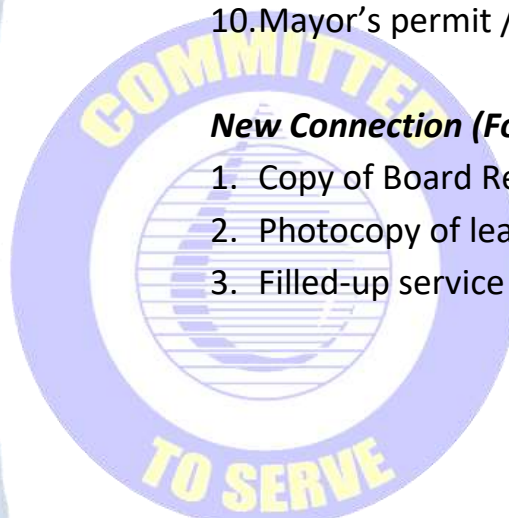 10.Mayor’s permit /
COMMITTED
New Connection (Fo
1. Copy of Board Re
2. Photocopy of lea
3. Filled-up service
TO SERVE